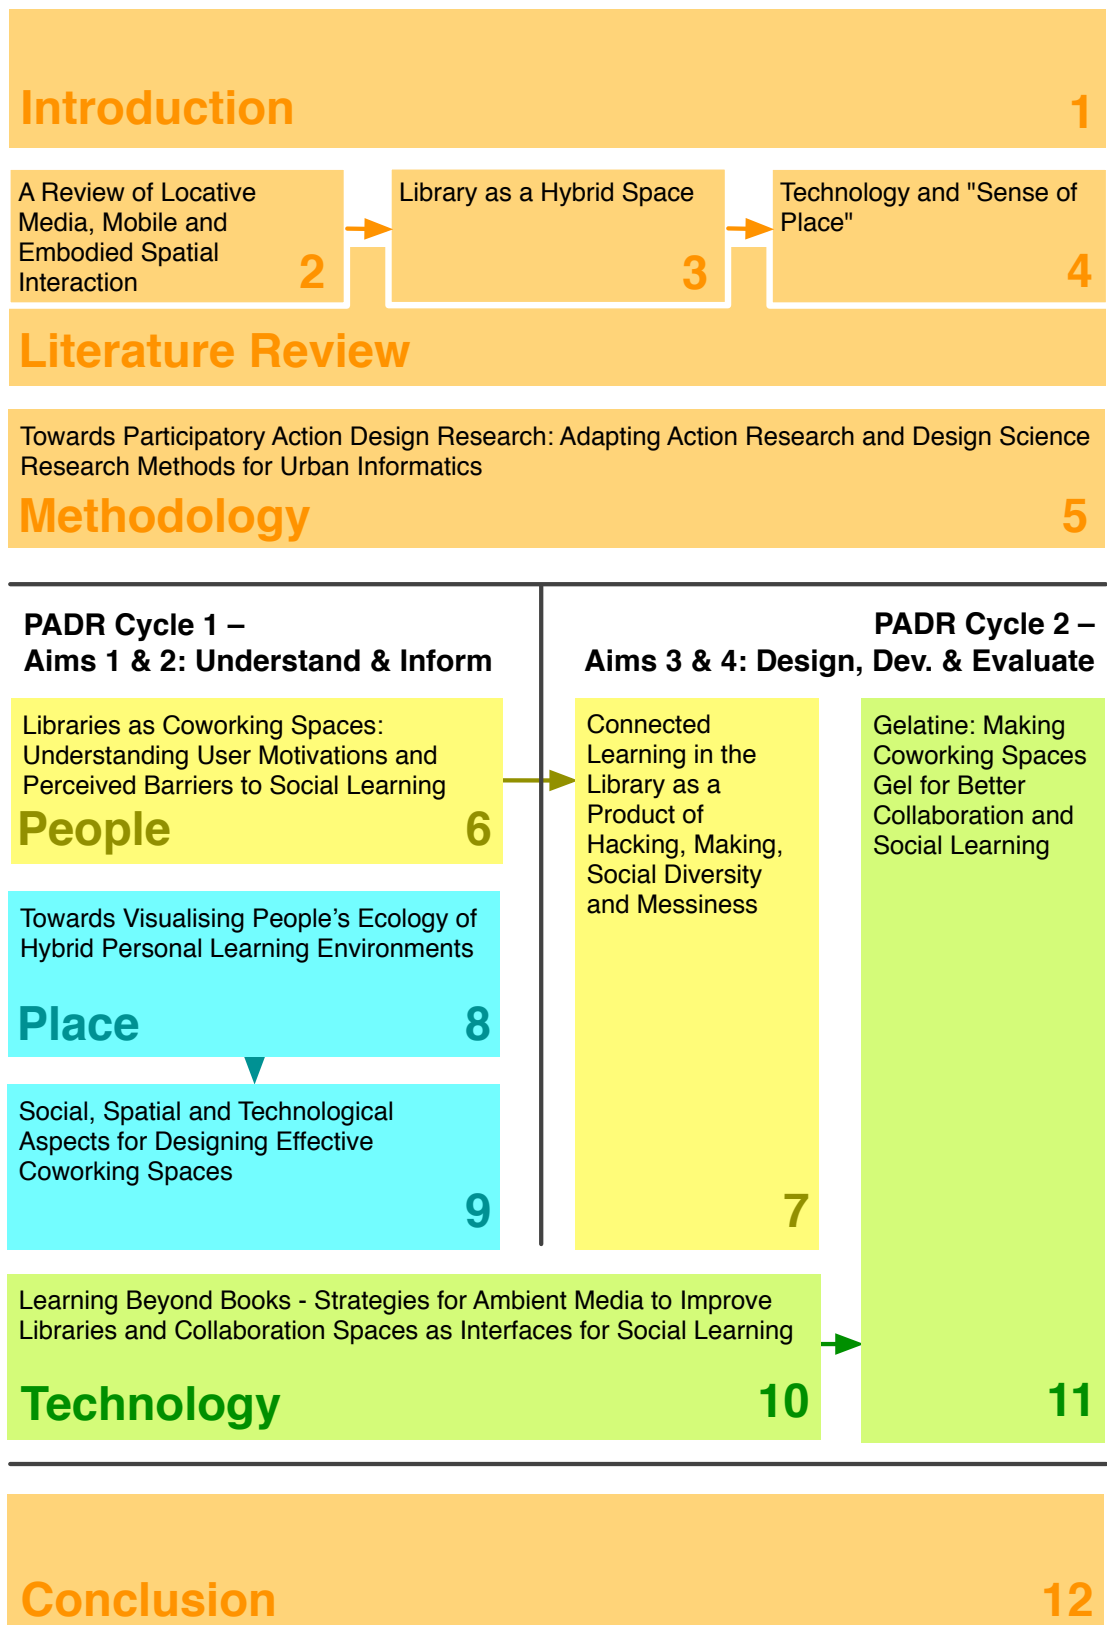 Introduction
1
A Review of Locative
Media, Mobile and
Embodied Spatial
Interaction
2
Library as a Hybrid Space
3
Technology and "Sense of
Place"
4
Literature Review
Towards Participatory Action Design Research: Adapting Action Research and Design Science
Research Methods for Urban Informatics
Methodology
5
PADR Cycle 1 –
Aims 1 & 2: Understand & Inform
PADR Cycle 2 –
Aims 3 & 4: Design, Dev. & Evaluate
Libraries as Coworking Spaces:
Understanding User Motivations and
Perceived Barriers to Social Learning
People
6
Connected
Learning in the
Library as a
Product of
Hacking, Making,
Social Diversity
and Messiness
7
Towards Visualising People’s Ecology of
Hybrid Personal Learning Environments
Place
8
Social, Spatial and Technological
Aspects for Designing Effective
Coworking Spaces
9
Learning Beyond Books - Strategies for Ambient Media to Improve
Libraries and Collaboration Spaces as Interfaces for Social Learning
Technology
10
Gelatine: Making
Coworking Spaces
Gel for Better
Collaboration and
Social Learning
11
Conclusion
12